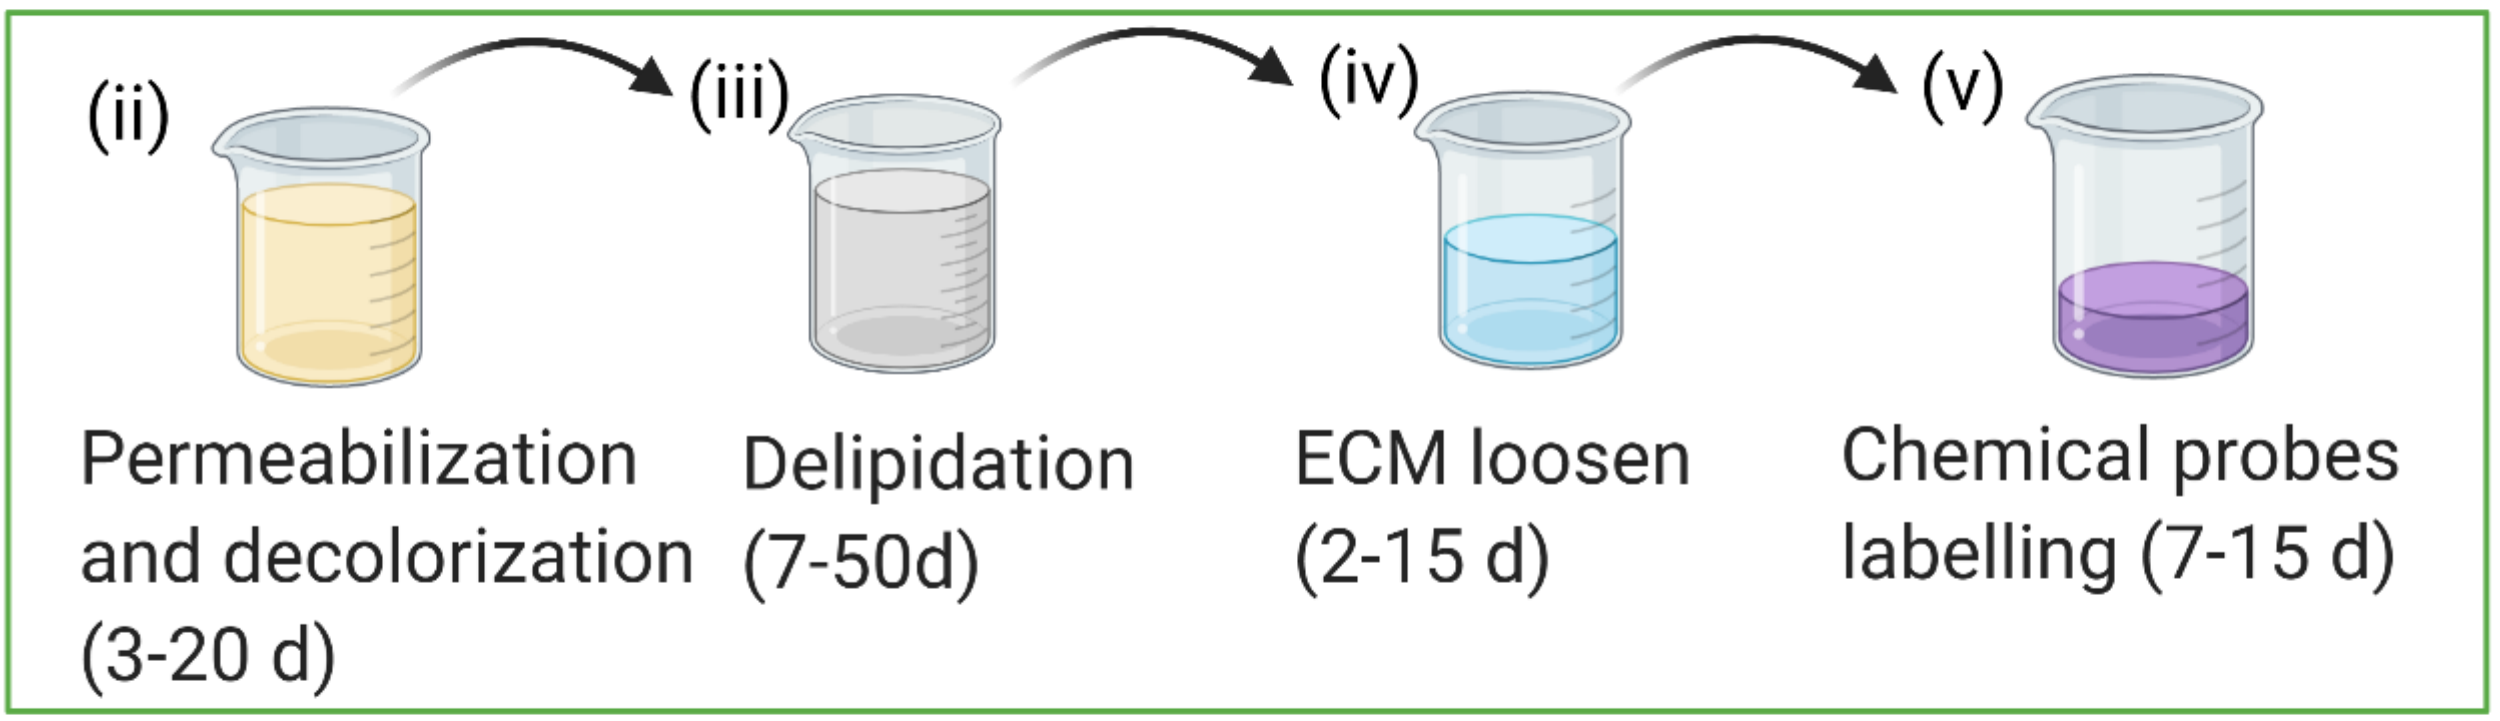 (ii)
Permeabilization
and decolorization
(3-20 d)
(iii)
Delipidation
(7-50d)
(iv)
ECM loosen
(2-15 d)
(v)
Chemical probes
labelling (7-15 d)